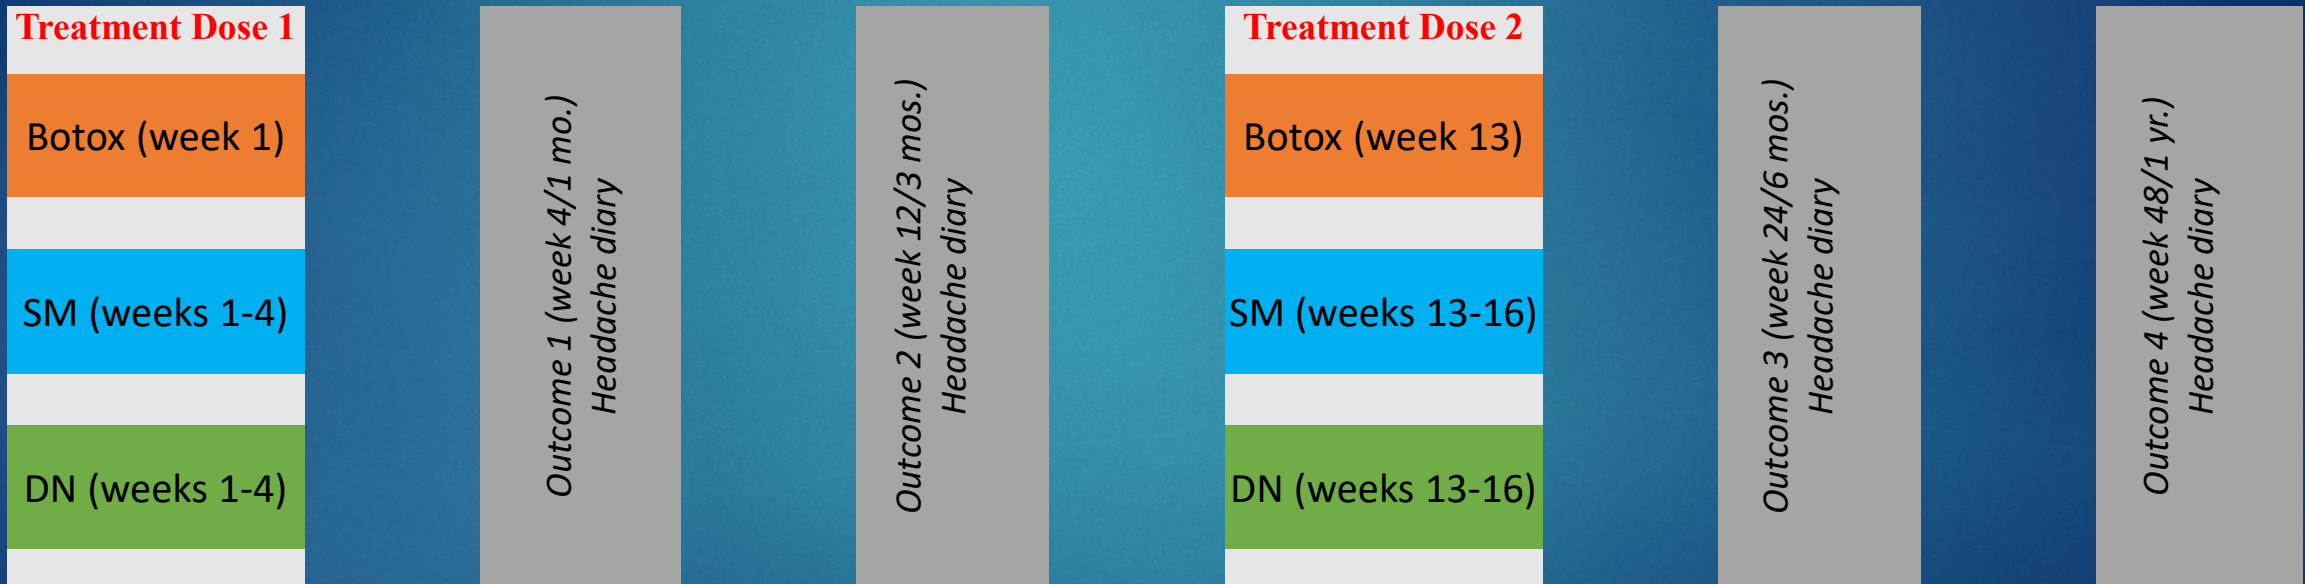 Treatment Dose 1
Botox (week 1)
SM (weeks 1-4)
DN (weeks 1-4)
Outcome 1 (week 4/1 mo.)
Headache diary
Outcome 2 (week 12/3 mos.)
Headache diary
Treatment Dose 2
Botox (week 13)
SM (weeks 13-16)
DN (weeks 13-16)
Outcome 3 (week 24/6 mos.)
Headache diary
Outcome 4 (week 48/1 yr.)
Headache diary